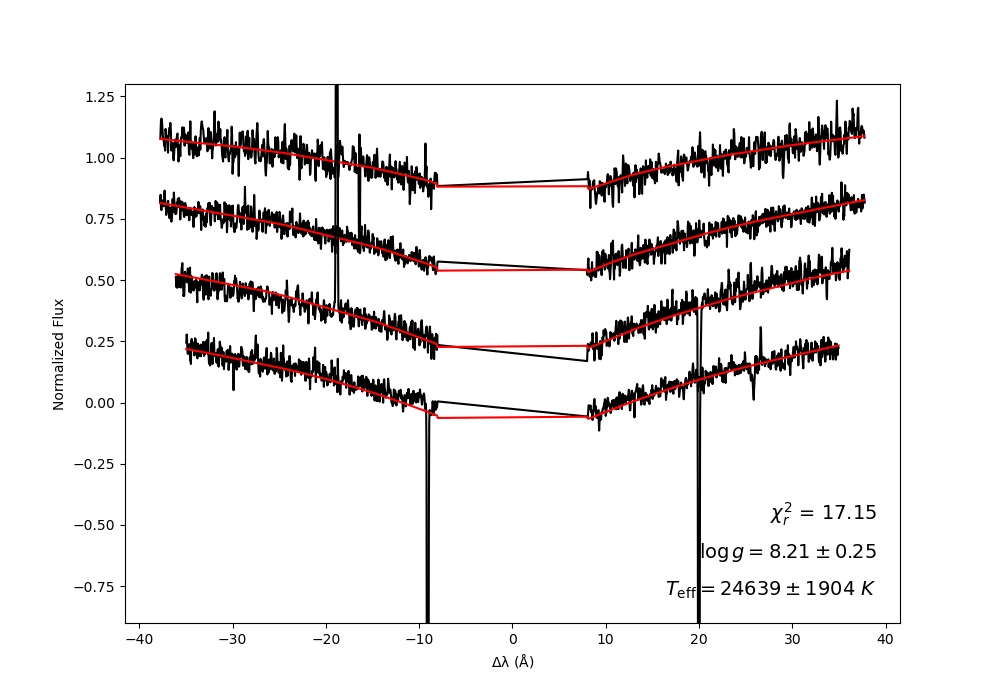 1.25
1.00
0.75
0.50
0.25
0.00
−0.25
−0.50
−0.75
Normalized Flux
χ²ᵣ = 17.15
log g = 8.21 ± 0.25
T_eff = 24639 ± 1904 K
−40 −30 −20 −10 0 10 20 30 40
Δλ (Å)